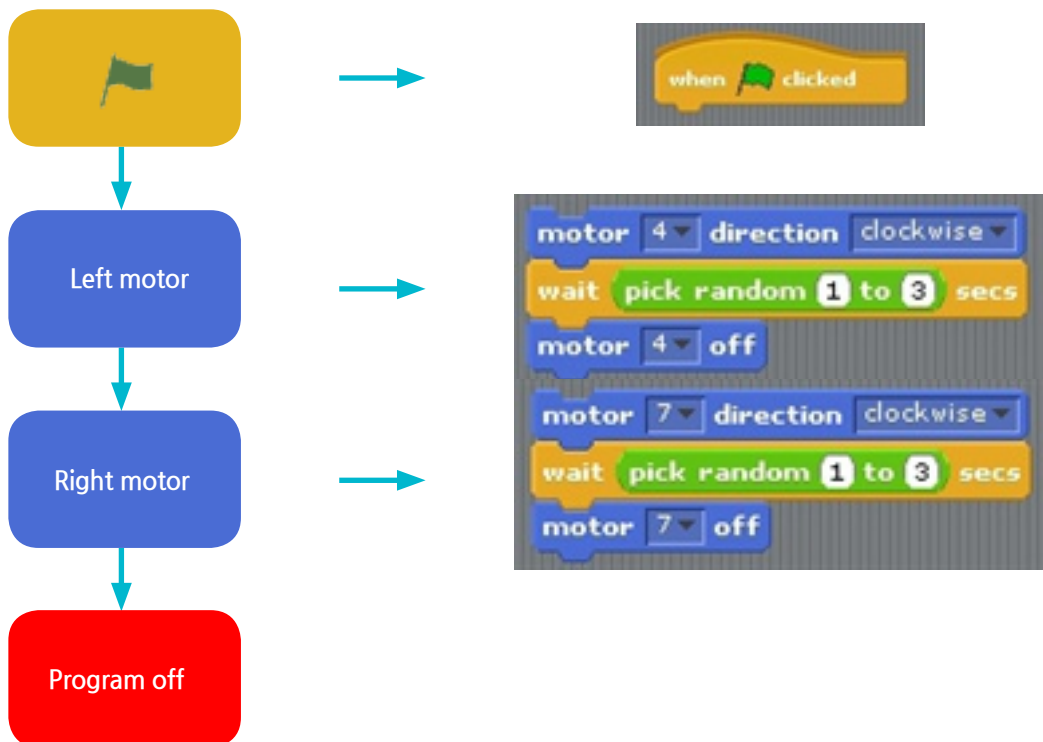 when clicked
Left motor
motor 4 direction clockwise
wait pick random 1 to 3 secs
motor 4 off
Right motor
motor 7 direction clockwise
wait pick random 1 to 3 secs
motor 7 off
Program off